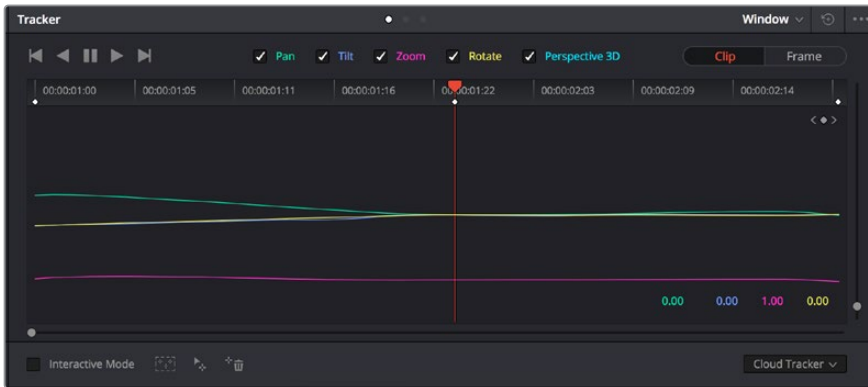 Tracker
Window
Pan Tilt Zoom Rotate Perspective 3D
Clip Frame
00:00:01:00 00:00:01:05 00:00:01:11 00:00:01:16 00:00:01:22 00:00:02:03 00:00:02:09 00:00:02:14
0.00 0.00 1.00 0.00
Interactive Mode
Cloud Tracker